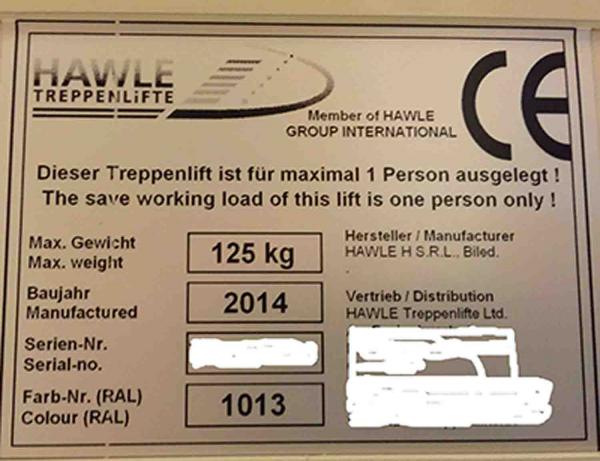 HAWLE
TREPPENLiFTE
Member of HAWLE
GROUP INTERNATIONAL
CE
Dieser Treppenlift ist für maximal 1 Person ausgelegt !
The save working load of this lift is one person only !
Max. Gewicht
Max. weight
125 kg
Baujahr
Manufactured
2014
Serien-Nr.
Serial-no.
Farb-Nr. (RAL)
Colour (RAL)
1013
Hersteller / Manufacturer
HAWLE H S.R.L., Biled.
Vertrieb / Distribution
HAWLE Treppenlifte Ltd.